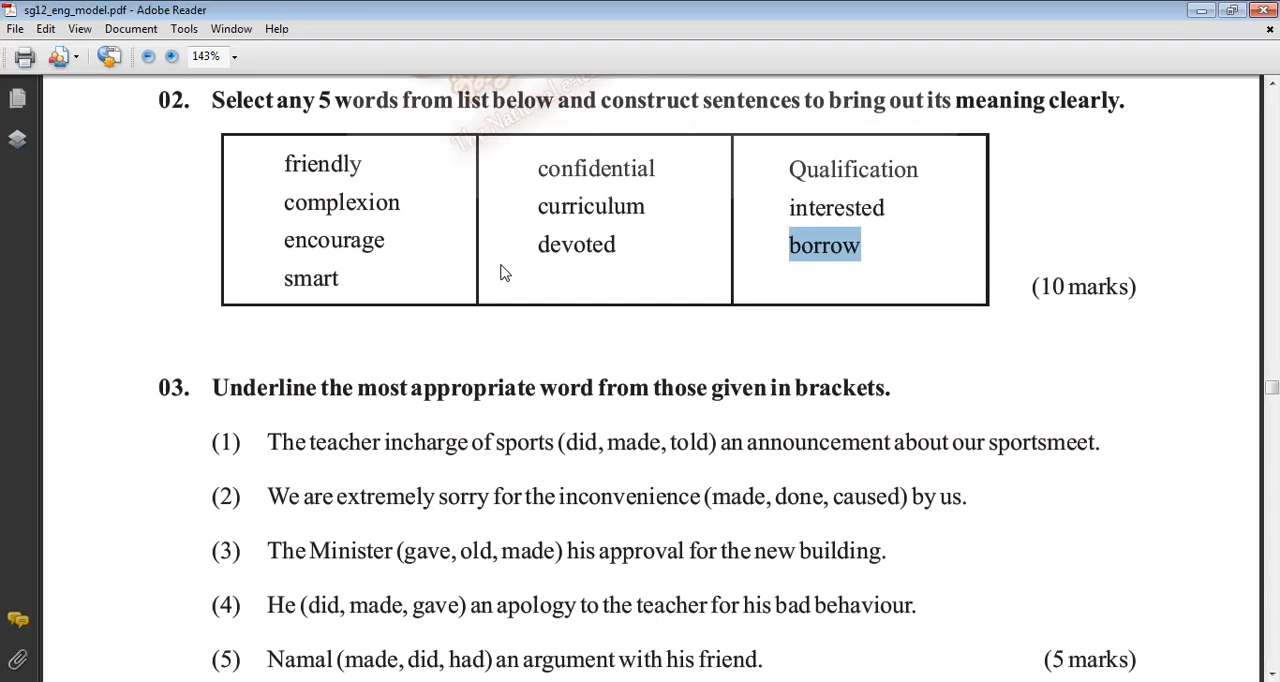 sg12_eng_model.pdf - Adobe Reader
File Edit View Document Tools Window Help
143%
The National e-
02. Select any 5 words from list below and construct sentences to bring out its meaning clearly.
friendly confidential Qualification
complexion curriculum interested
encourage devoted borrow
smart
(10 marks)
03. Underline the most appropriate word from those given in brackets.
(1) The teacher incharge of sports (did, made, told) an announcement about our sportsmeet.
(2) We are extremely sorry for the inconvenience (made, done, caused) by us.
(3) The Minister (gave, old, made) his approval for the new building.
(4) He (did, made, gave) an apology to the teacher for his bad behaviour.
(5) Namal (made, did, had) an argument with his friend. (5 marks)